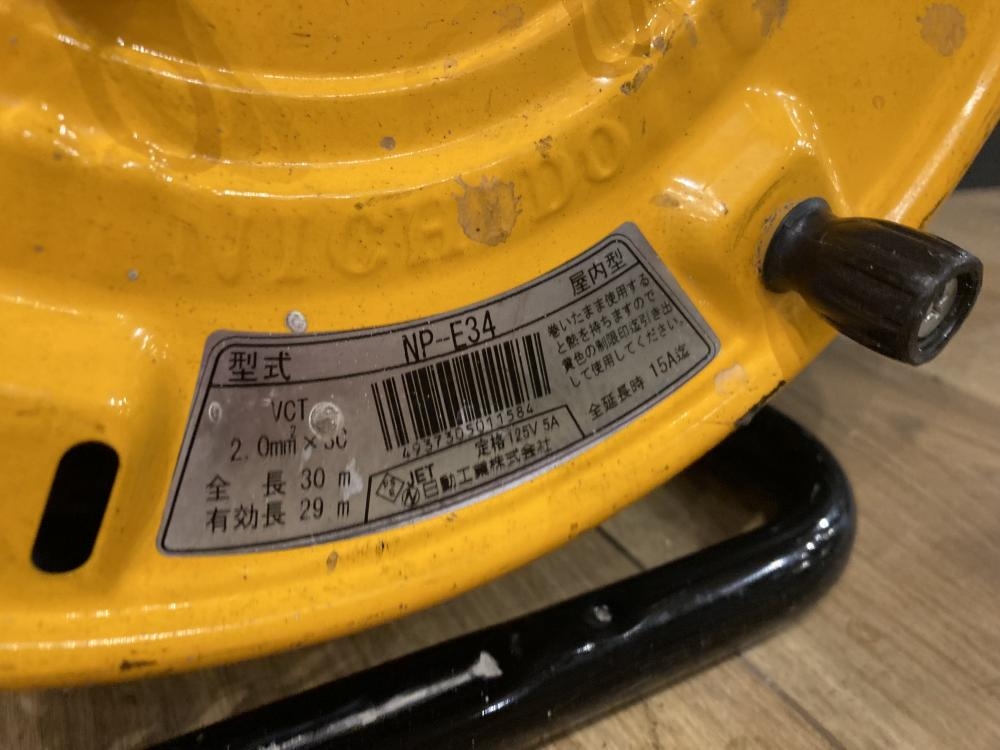 NICHIDO
型式 NP-E34 屋内型
VCT
2.0mm²×3C
全 長 30 m
有効長 29 m
4937305011584
定格125V 5A
JET
日動工業株式会社
巻いたまま使用する
と熱を持ちますので
黄色の制限印迄引き出
して使用してください。
全延長時 15A迄